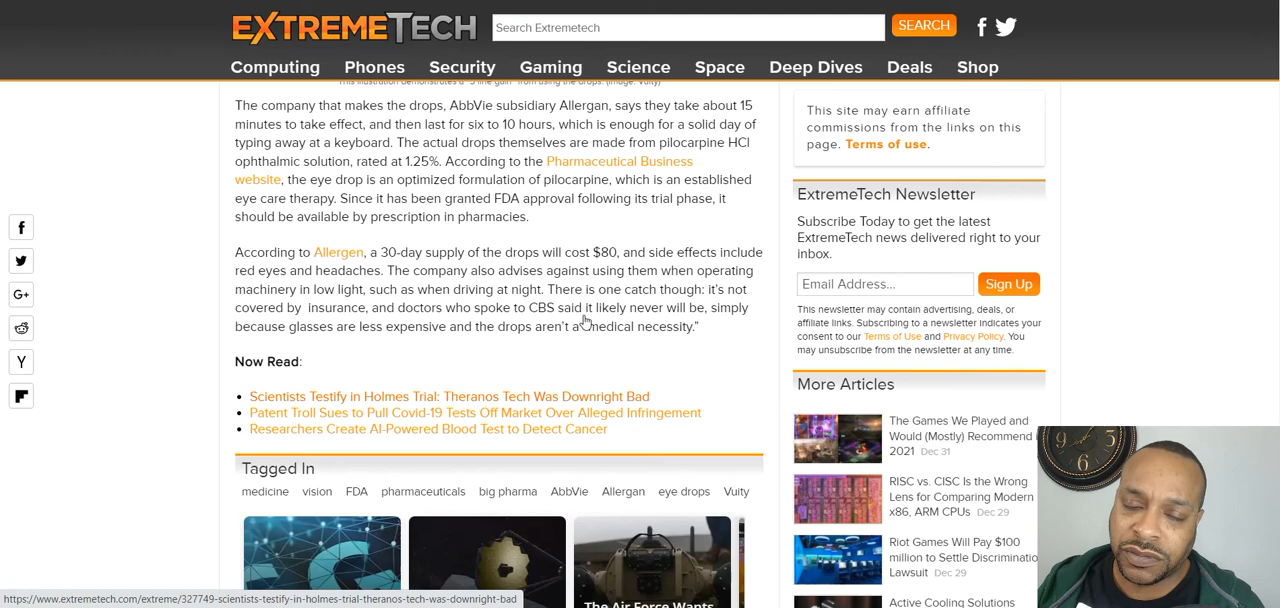 EXTREMETECH
Search Extremetech
SEARCH
Computing Phones Security Gaming Science Space Deep Dives Deals Shop
The company that makes the drops, AbbVie subsidiary Allergan, says they take about 15
minutes to take effect, and then last for six to 10 hours, which is enough for a solid day of
typing away at a keyboard. The actual drops themselves are made from pilocarpine HCl
ophthalmic solution, rated at 1.25%. According to the Pharmaceutical Business
website, the eye drop is an optimized formulation of pilocarpine, which is an established
eye care therapy. Since it has been granted FDA approval following its trial phase, it
should be available by prescription in pharmacies.
According to Allergen, a 30-day supply of the drops will cost $80, and side effects include
red eyes and headaches. The company also advises against using them when operating
machinery in low light, such as when driving at night. There is one catch though: it's not
covered by insurance, and doctors who spoke to CBS said it likely never will be, simply
because glasses are less expensive and the drops aren't a medical necessity.”
Now Read:
Scientists Testify in Holmes Trial: Theranos Tech Was Downright Bad
Patent Troll Sues to Pull Covid-19 Tests Off Market Over Alleged Infringement
Researchers Create AI-Powered Blood Test to Detect Cancer
Tagged In
medicine vision FDA pharmaceuticals big pharma AbbVie Allergan eye drops Vuity
The Air Force Wants
This site may earn affiliate
commissions from the links on this
page. Terms of use.
ExtremeTech Newsletter
Subscribe Today to get the latest
ExtremeTech news delivered right to your
inbox.
Email Address...
Sign Up
This newsletter may contain advertising, deals, or
affiliate links. Subscribing to a newsletter indicates your
consent to our Terms of Use and Privacy Policy. You
may unsubscribe from the newsletter at any time.
More Articles
The Games We Played and
Would (Mostly) Recommend
2021 Dec 31
RISC vs. CISC Is the Wrong
Lens for Comparing Modern
x86, ARM CPUs Dec 29
Riot Games Will Pay $100
million to Settle Discriminatio
Lawsuit Dec 29
Active Cooling Solutions
https://www.extremetech.com/extreme/327749-scientists-testify-in-holmes-trial-theranos-tech-was-downright-bad